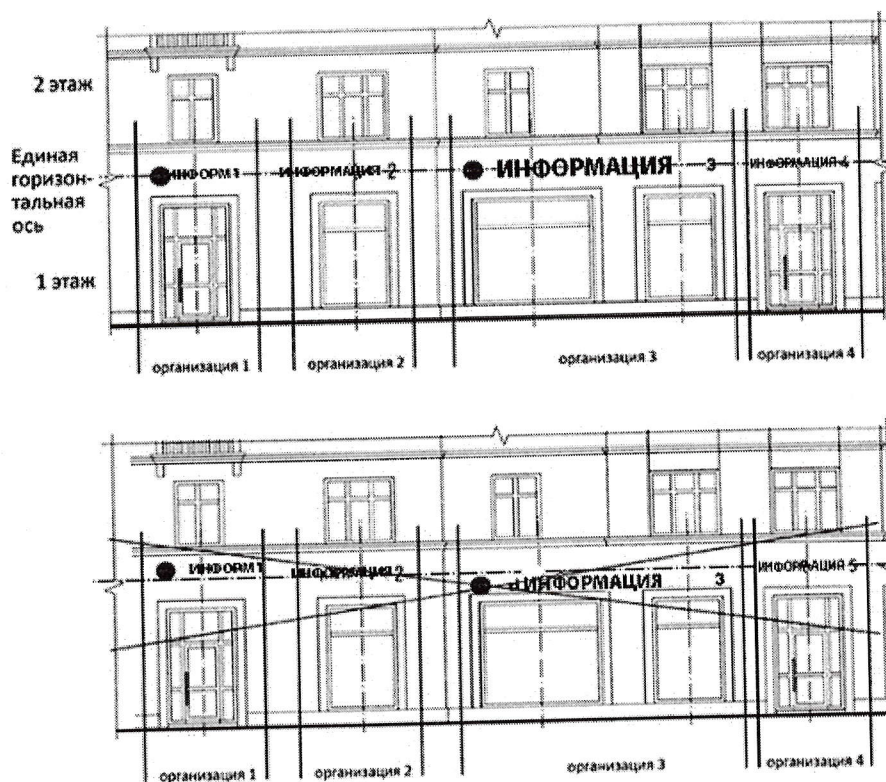 2 этаж
Единая
горизон-
тальная
ось
ИНФОРМ 1 ИНФОРМАЦИЯ 2 ИНФОРМАЦИЯ 3 ИНФОРМАЦИЯ 4
1 этаж
организация 1 организация 2 организация 3 организация 4
ИНФОРМ 1 ИНФОРМАЦИЯ 2 ИНФОРМАЦИЯ 3 ИНФОРМАЦИЯ 5
организация 1 организация 2 организация 3 организация 4